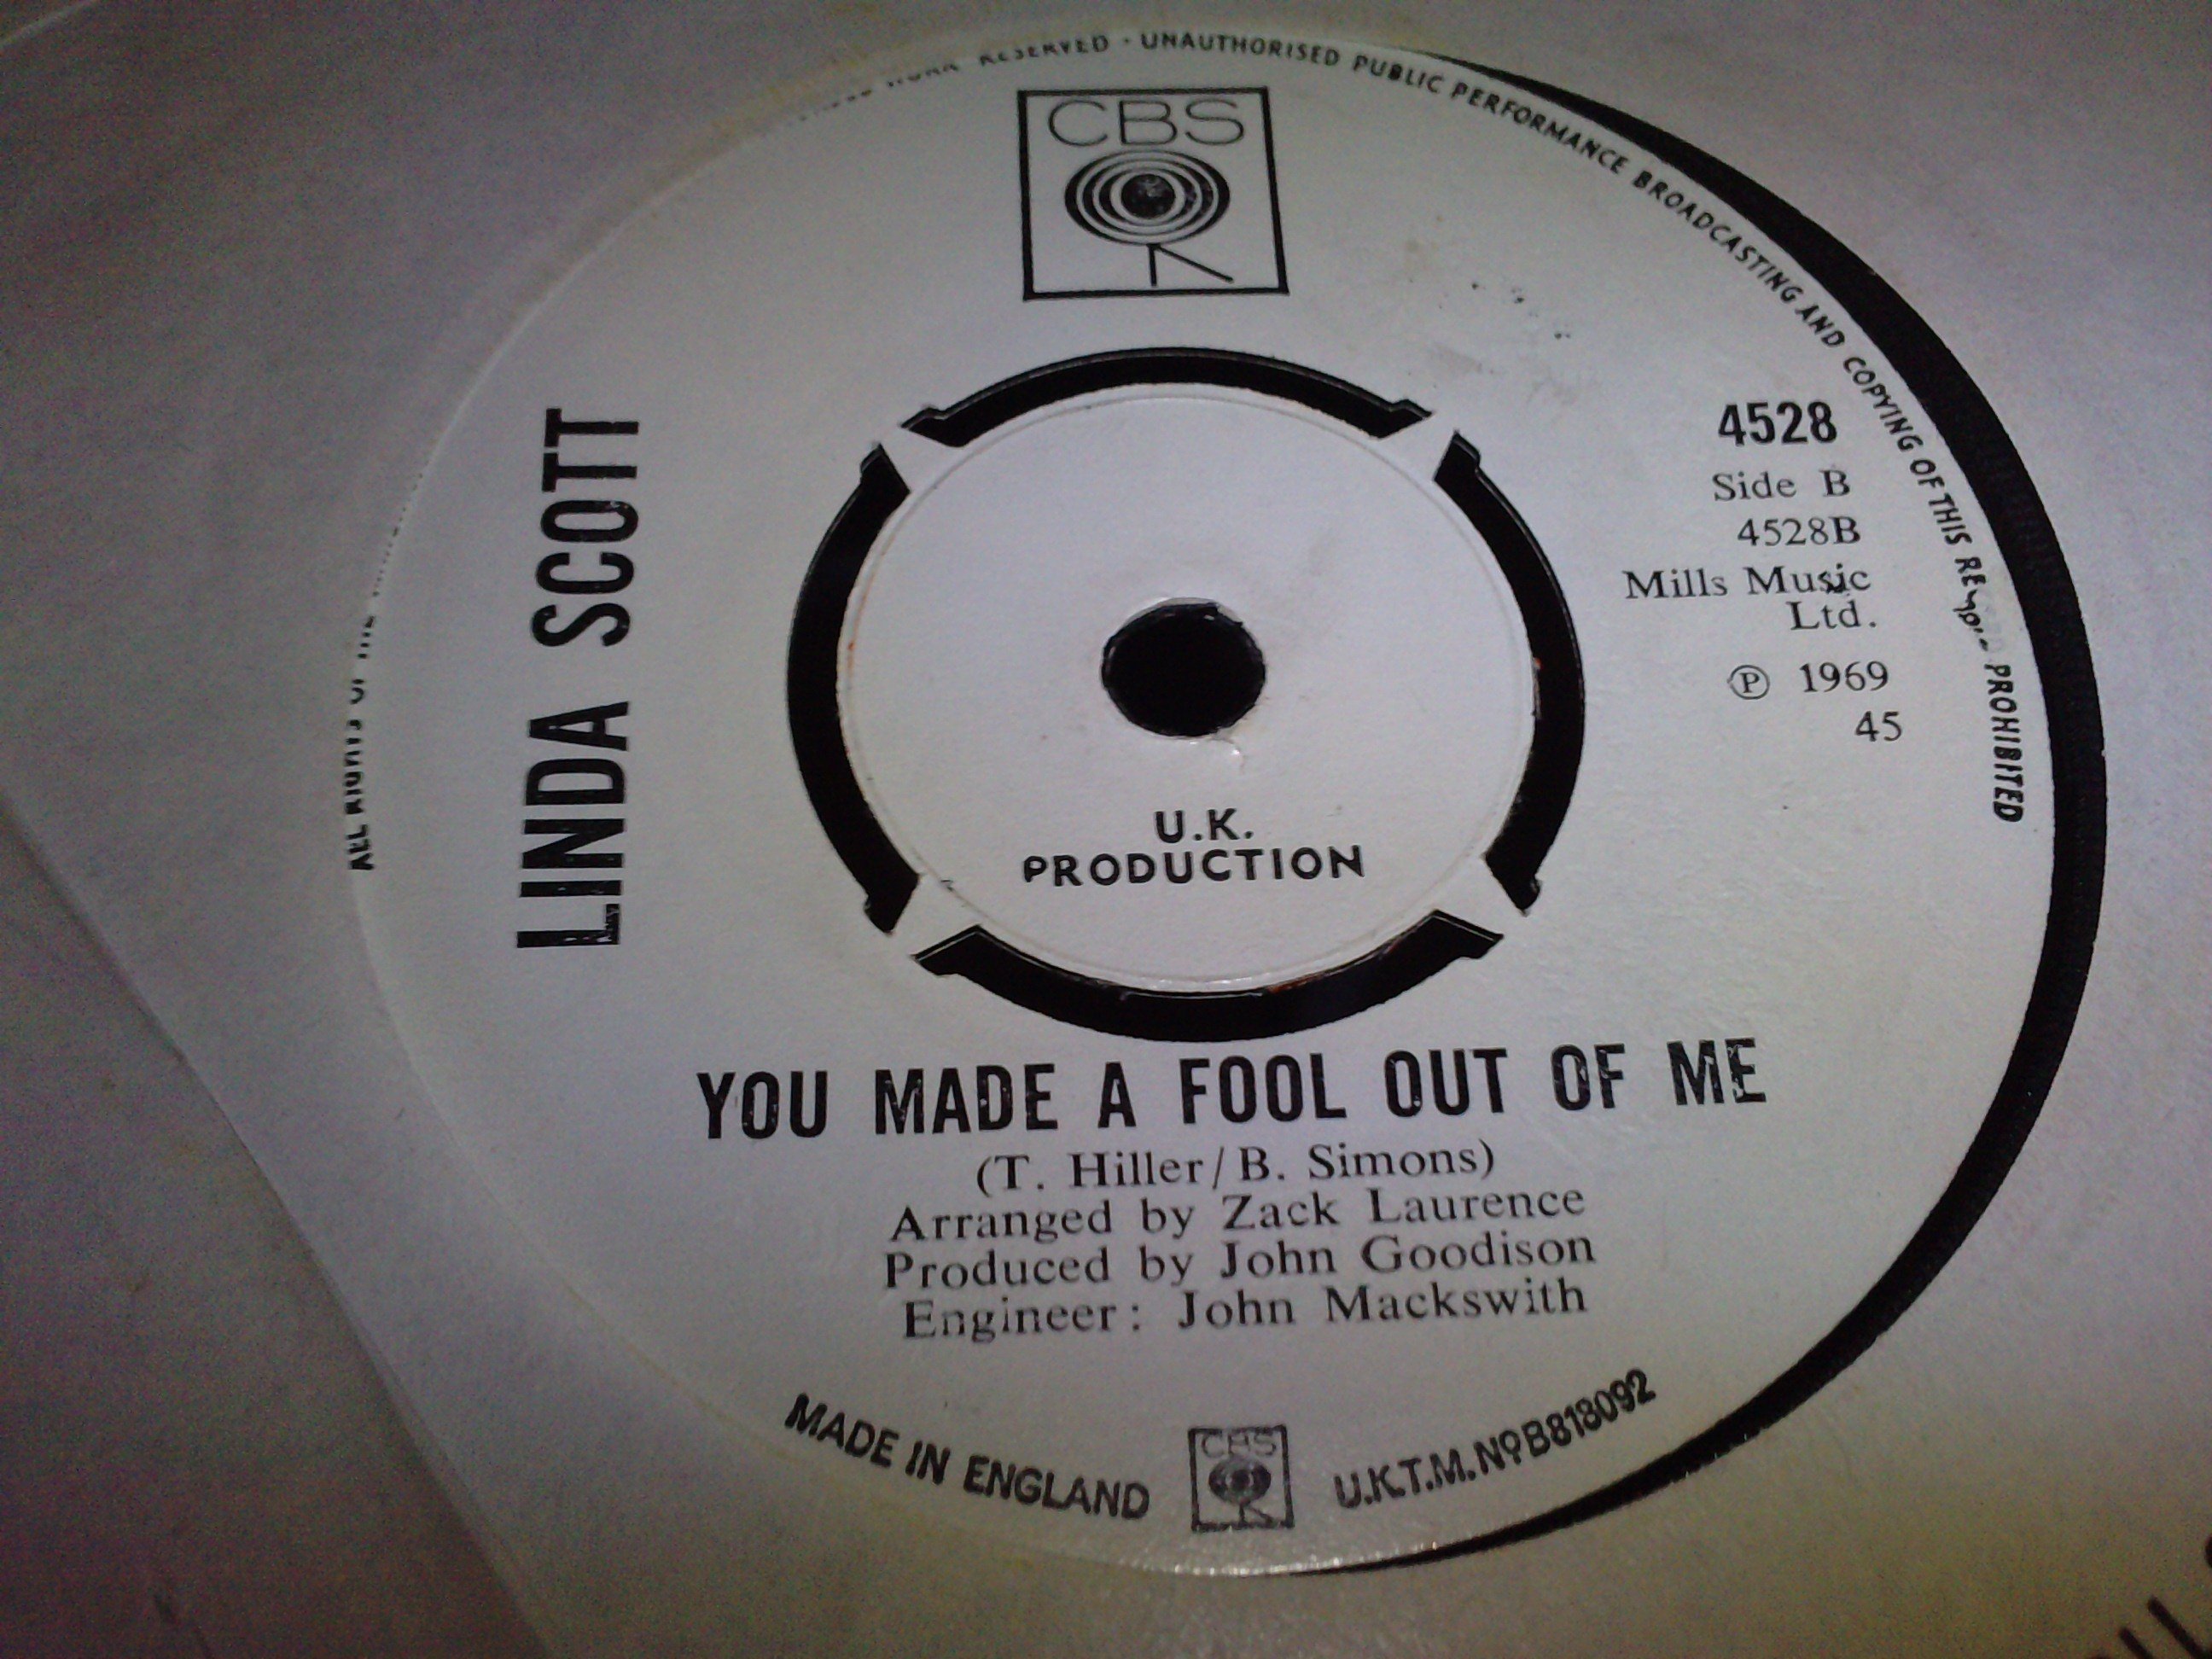 RESERVED · UNAUTHORISED PUBLIC PERFORMANCE BROADCASTING AND COPYING OF THIS PROHIBITED
ALL RIGHTS OF THE
CBS
LINDA SCOTT
4528
Side B
4528B
Mills Music
Ltd.
℗ 1969
45
U.K.
PRODUCTION
YOU MADE A FOOL OUT OF ME
(T. Hiller/B. Simons)
Arranged by Zack Laurence
Produced by John Goodison
Engineer: John Mackswith
MADE IN ENGLAND
CBS
U.K.T.M. Nº B818092